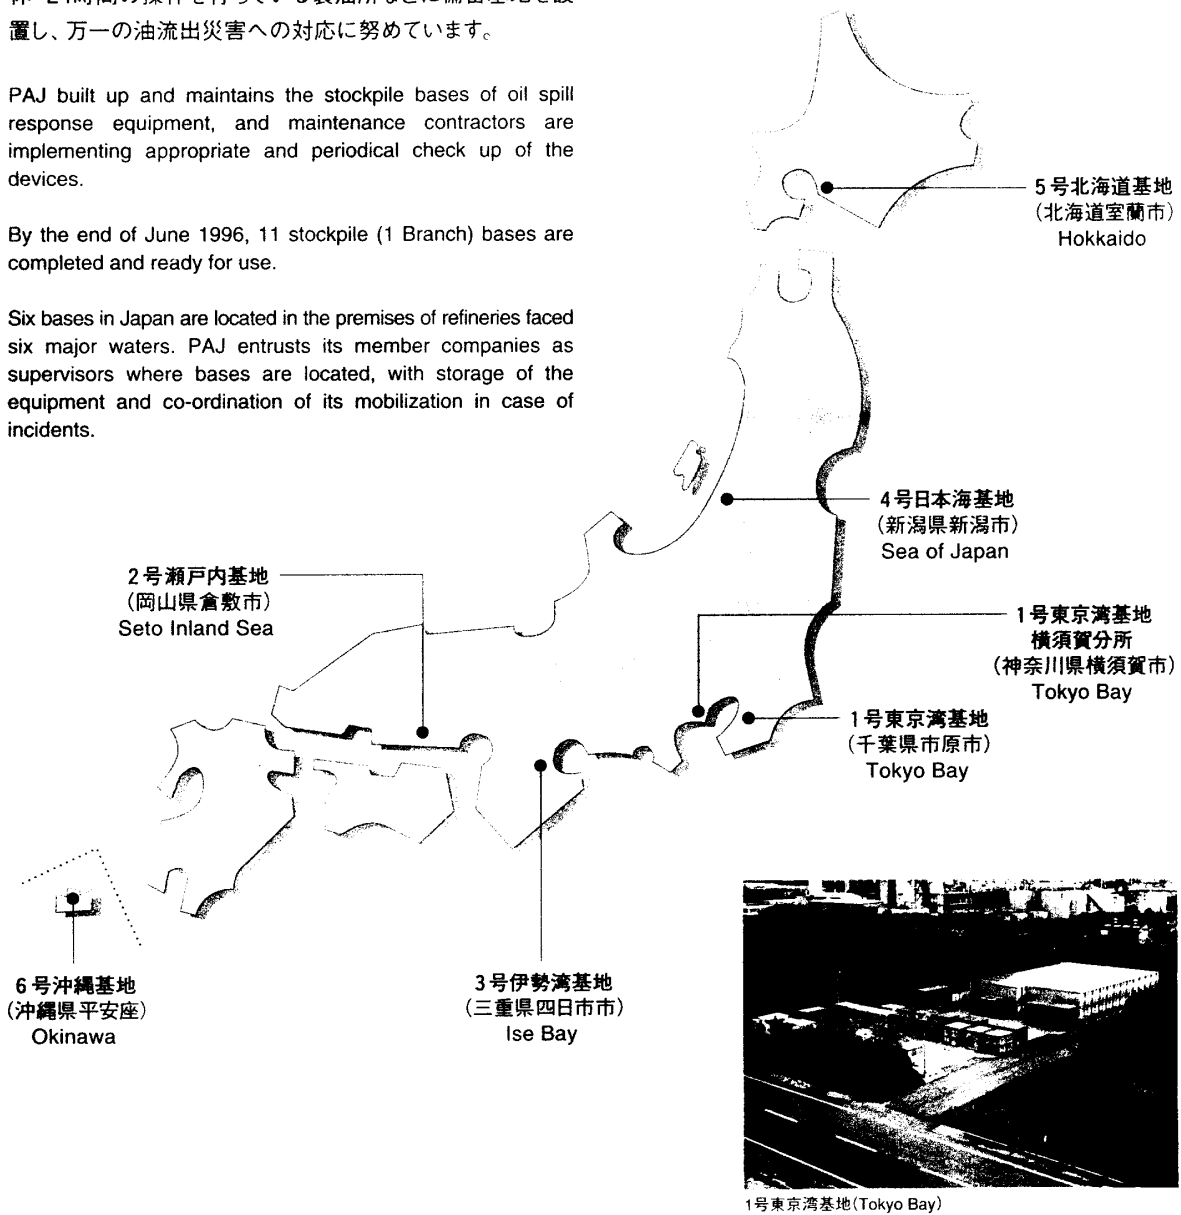 置し、万一の油流出災害への対応に努めています。
PAJ built up and maintains the stockpile bases of oil spill
response equipment, and maintenance contractors are
implementing appropriate and periodical check up of the
devices.
By the end of June 1996, 11 stockpile (1 Branch) bases are
completed and ready for use.
Six bases in Japan are located in the premises of refineries faced
six major waters. PAJ entrusts its member companies as
supervisors where bases are located, with storage of the
equipment and co-ordination of its mobilization in case of
incidents.
5号北海道基地
(北海道室蘭市)
Hokkaido
4号日本海基地
(新潟県新潟市)
Sea of Japan
2号瀬戸内基地
(岡山県倉敷市)
Seto Inland Sea
1号東京湾基地
横須賀分所
(神奈川県横須賀市)
Tokyo Bay
1号東京湾基地
(千葉県市原市)
Tokyo Bay
6号沖縄基地
(沖縄県平安座)
Okinawa
3号伊勢湾基地
(三重県四日市市)
Ise Bay
1号東京湾基地(Tokyo Bay)